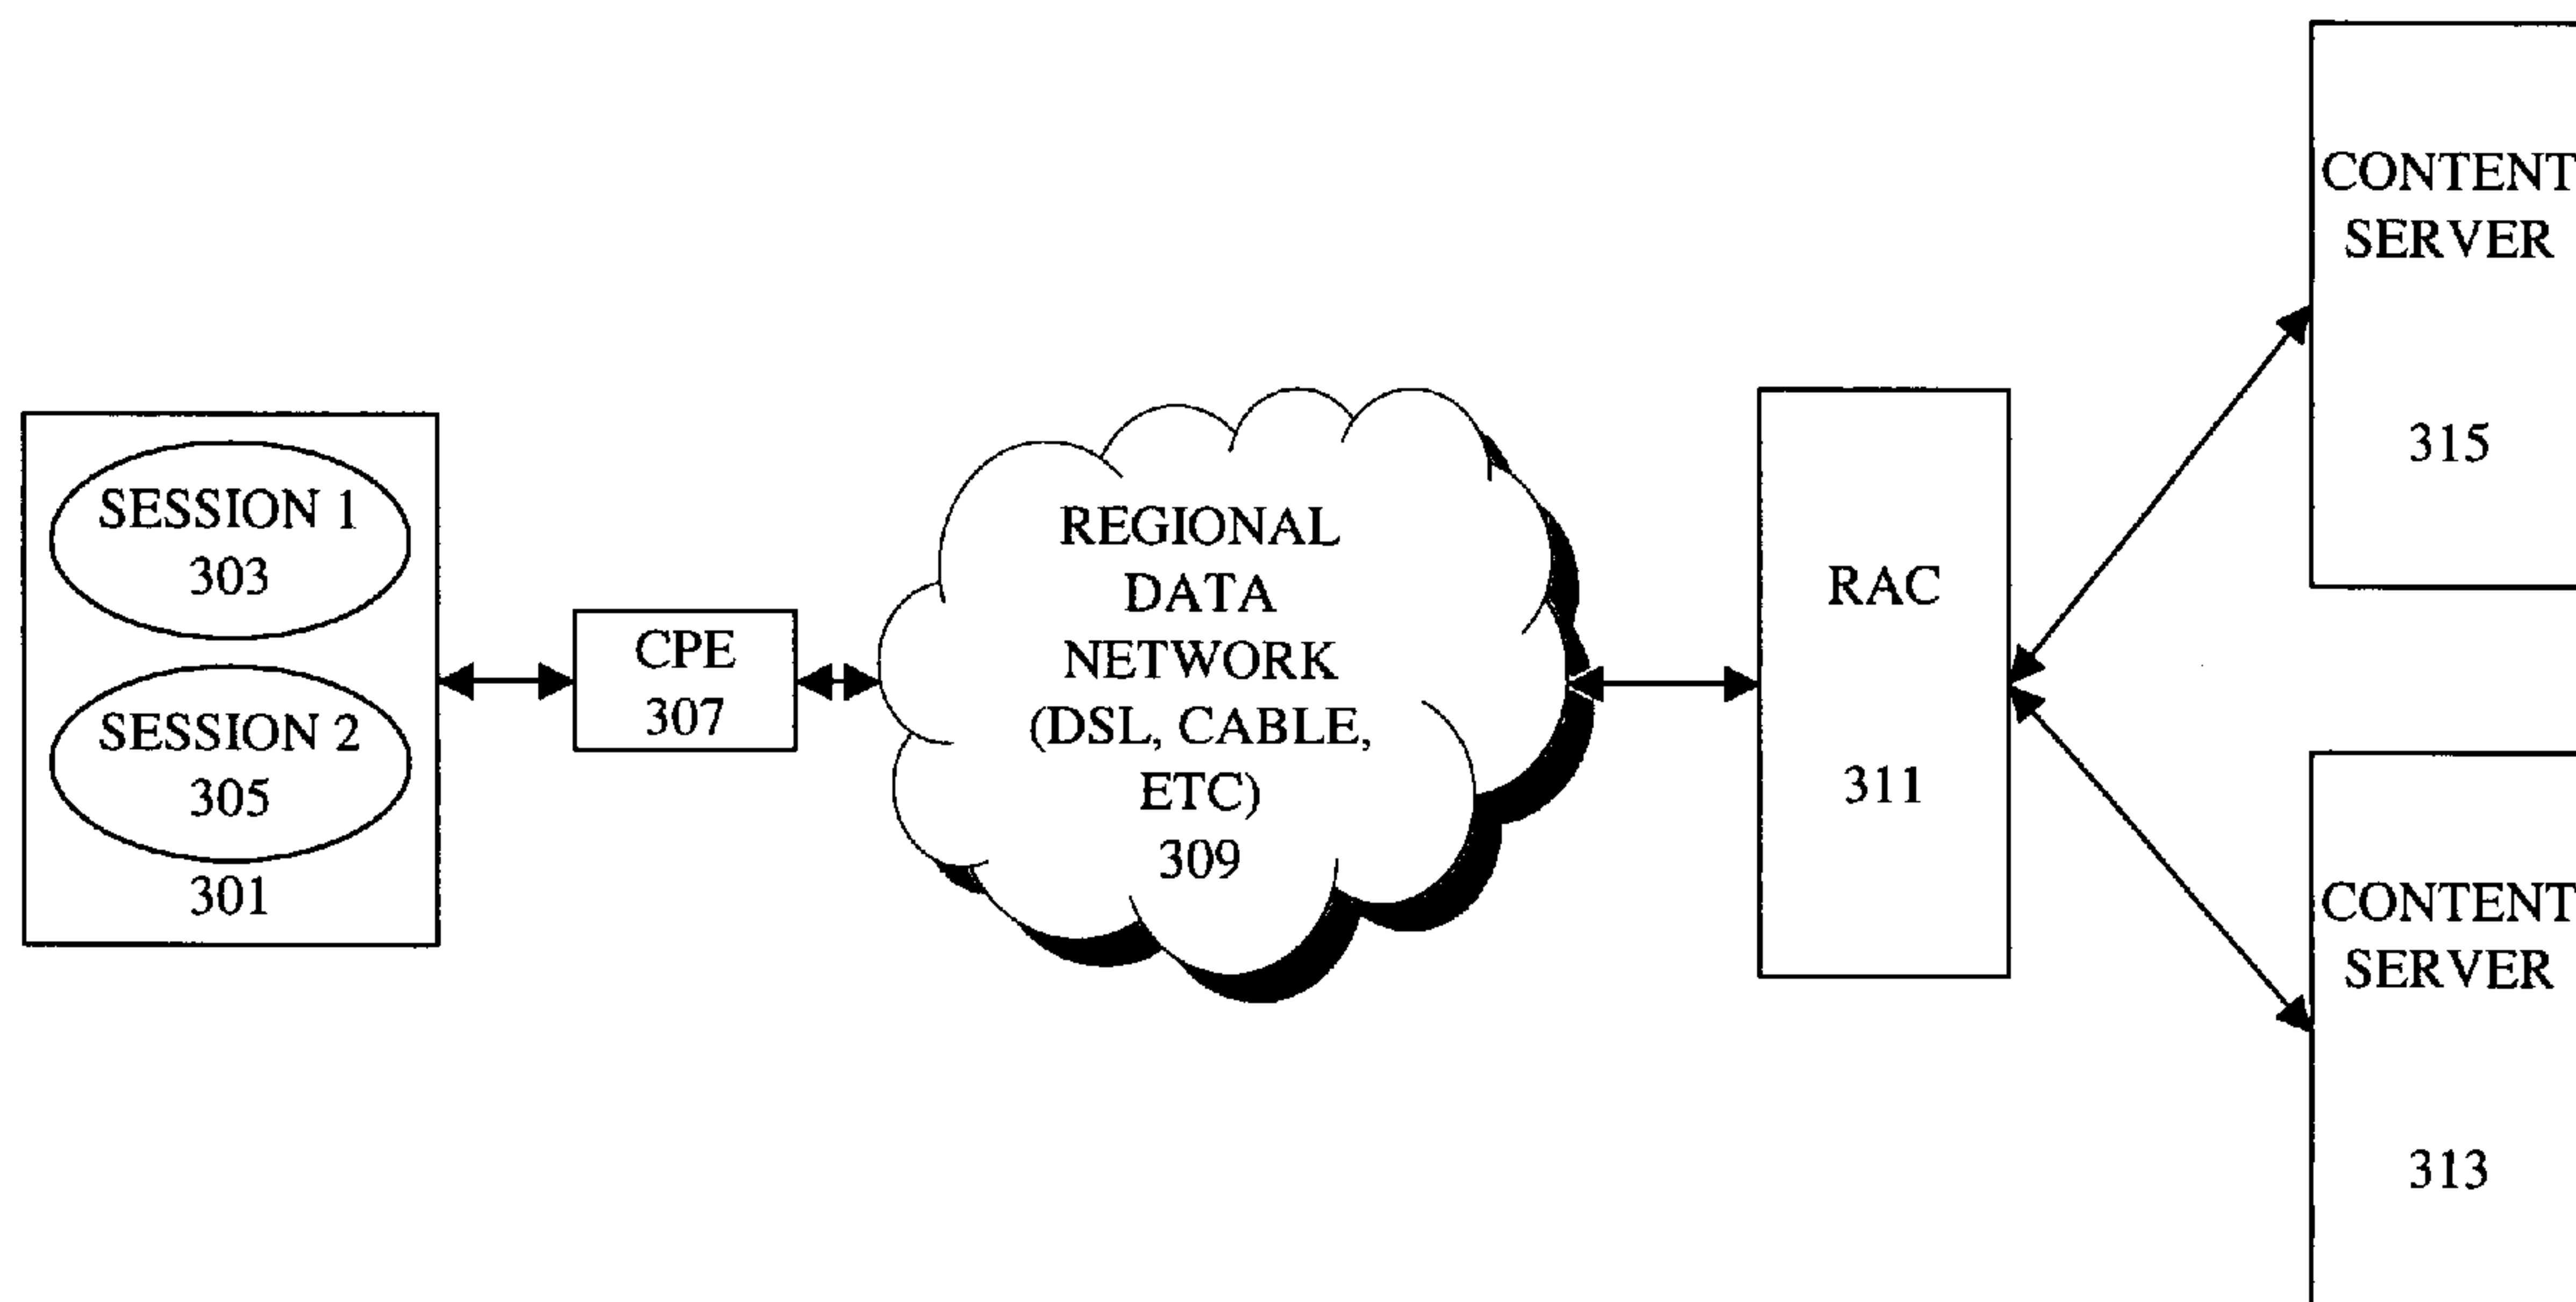 SESSION 1
303
SESSION 2
305
301
CPE
307
REGIONAL
DATA
NETWORK
(DSL, CABLE,
ETC)
309
RAC
311
CONTENT
SERVER
315
CONTENT
SERVER
313